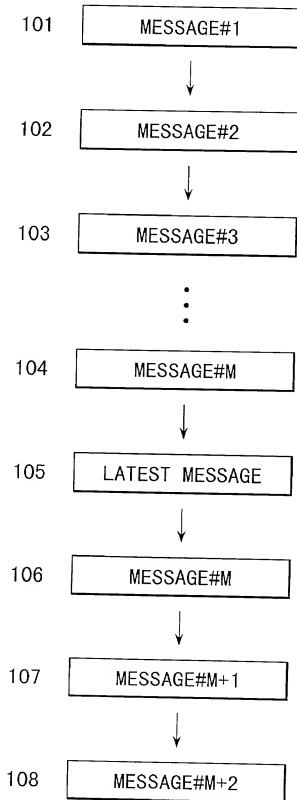 101 MESSAGE#1
102 MESSAGE#2
103 MESSAGE#3
104 MESSAGE#M
105 LATEST MESSAGE
106 MESSAGE#M
107 MESSAGE#M+1
108 MESSAGE#M+2